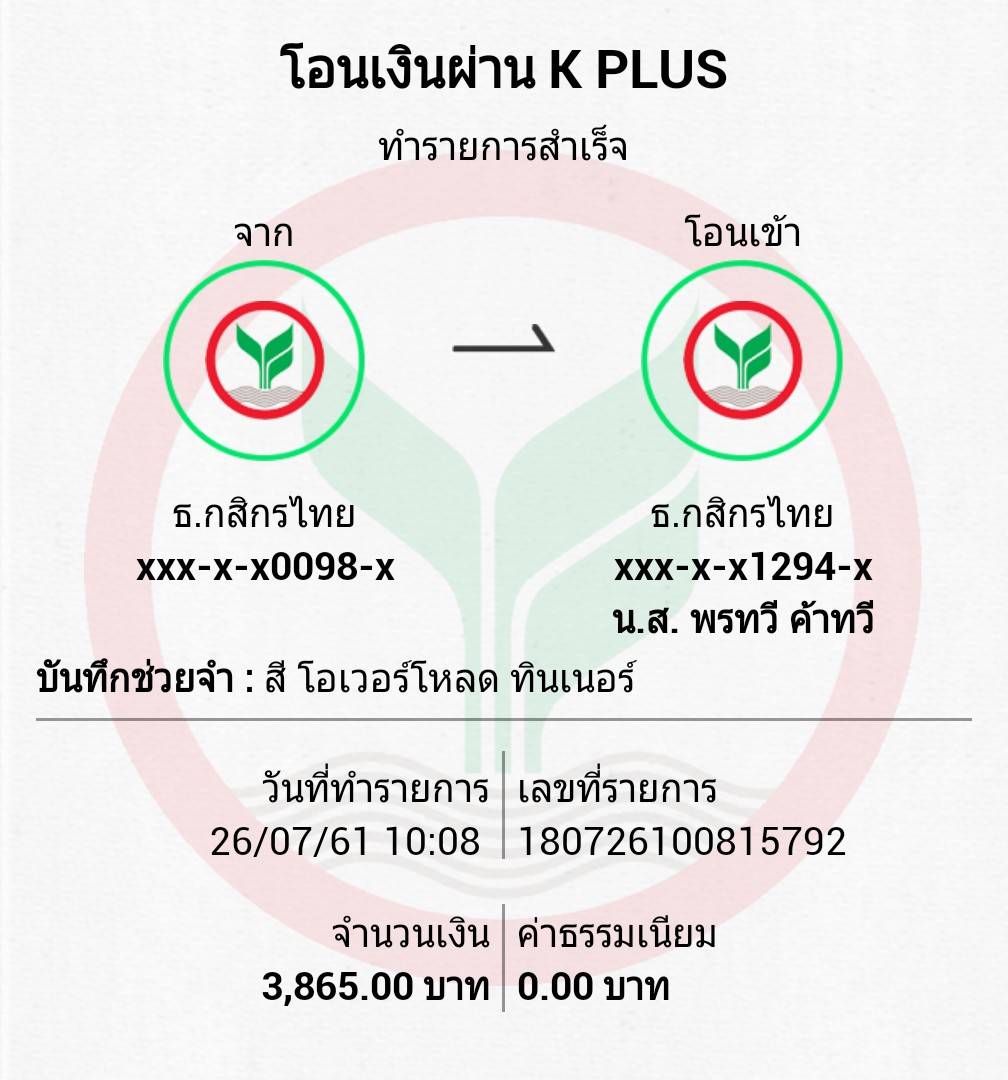 โอนเงินผ่าน K PLUS
ทำรายการสำเร็จ
จาก
โอนเข้า
ธ.กสิกรไทย
xxx-x-x0098-x
ธ.กสิกรไทย
xxx-x-x1294-x
น.ส. พรทวี ค้าทวี
บันทึกช่วยจำ : สี โอเวอร์โหลด ทินเนอร์
วันที่ทำรายการ
26/07/61 10:08
เลขที่รายการ
180726100815792
จำนวนเงิน
3,865.00 บาท
ค่าธรรมเนียม
0.00 บาท